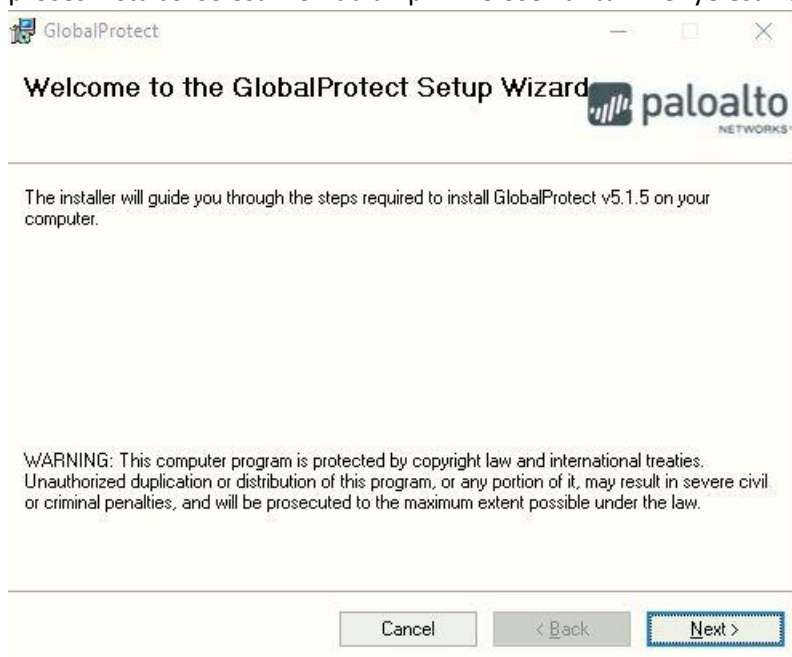 GlobalProtect
Welcome to the GlobalProtect Setup Wizard
paloalto
NETWORKS
The installer will guide you through the steps required to install GlobalProtect v5.1.5 on your
computer.
WARNING: This computer program is protected by copyright law and international treaties.
Unauthorized duplication or distribution of this program, or any portion of it, may result in severe civil
or criminal penalties, and will be prosecuted to the maximum extent possible under the law.
Cancel < Back Next >